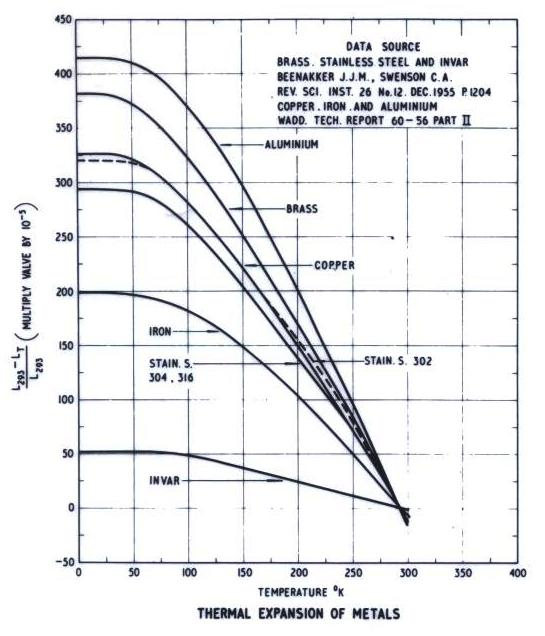 450
DATA SOURCE
BRASS. STAINLESS STEEL AND INVAR
400
BEENAKKER J.J.M., SWENSON C.A.
REV. SCI. INST. 26 No.12. DEC.1955 P.1204
COPPER. IRON. AND ALUMINIUM
350
WADD. TECH. REPORT 60-56 PART II
ALUMINIUM
300
BRASS
250
COPPER
200
IRON
150
STAIN. S. 302
STAIN. S.
304, 316
100
50
INVAR
0
-50
L293 - LT
L293
( MULTIPLY VALVE BY 10⁻⁵ )
0 50 100 150 200 250 300 350 400
TEMPERATURE °K
THERMAL EXPANSION OF METALS